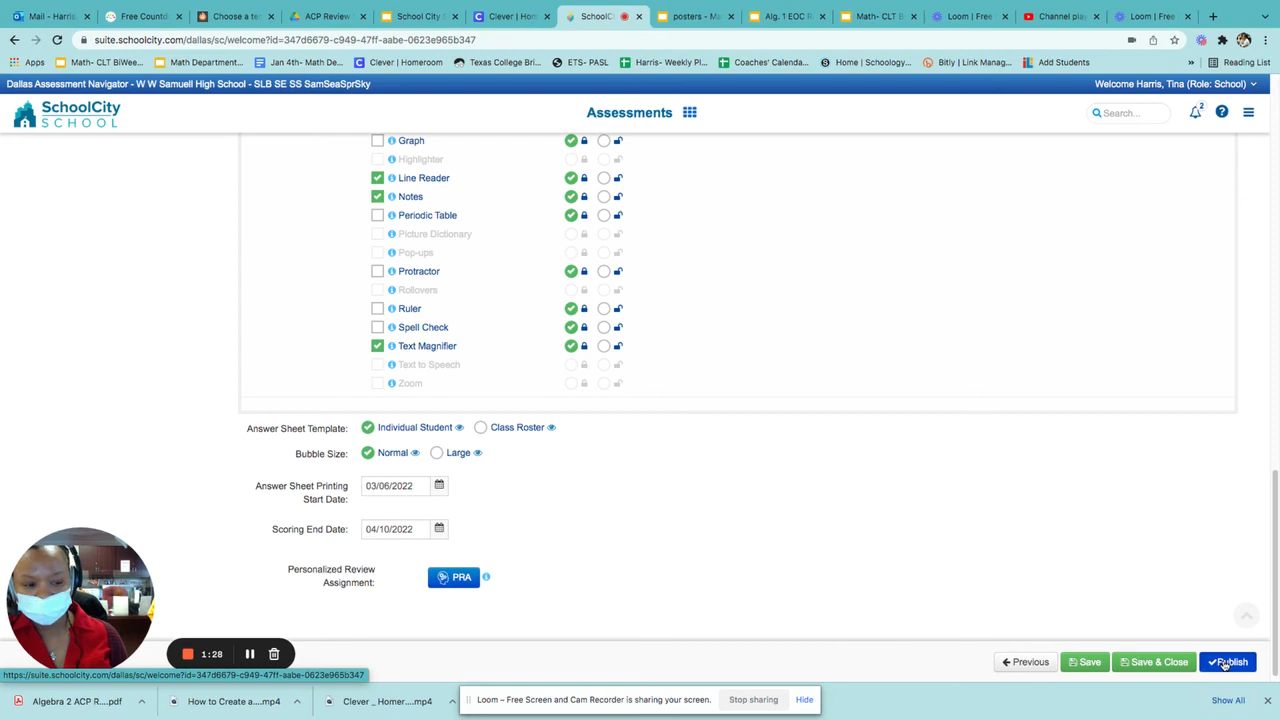 Mail - Harris,
Free Countdo
Choose a te
ACP Review
School City S
Clever | Hom
SchoolC
posters - Ma
Alg. 1 EOC R
Math- CLT B
Loom | Free
Channel play
Loom | Free
suite.schoolcity.com/dallas/sc/welcome?id=347d6679-c949-47ff-aabe-0623e965b347
Apps
Math- CLT BiWee...
Math Department...
Jan 4th- Math De...
Clever | Homeroom
Texas College Bri...
ETS- PASL
Harris- Weekly Pl...
Coaches' Calenda...
Home | Schoology...
Bitly | Link Manag...
Add Students
»
Reading List
Dallas Assessment Navigator - W W Samuell High School - SLB SE SS SamSeaSprSky
Welcome Harris, Tina (Role: School)
SchoolCity
SCHOOL
Assessments
Search...
2
Graph
Highlighter
Line Reader
Notes
Periodic Table
Picture Dictionary
Pop-ups
Protractor
Rollovers
Ruler
Spell Check
Text Magnifier
Text to Speech
Zoom
Answer Sheet Template:
Individual Student
Class Roster
Bubble Size:
Normal
Large
Answer Sheet Printing
Start Date:
03/06/2022
Scoring End Date:
04/10/2022
Personalized Review
Assignment:
PRA
1:28
Previous
Save
Save & Close
Publish
https://suite.schoolcity.com/dallas/sc/welcome?id=347d6679-c949-47ff-aabe-0623e965b347
Algebra 2 ACP R....pdf
How to Create a....mp4
Clever _ Homer....mp4
Loom – Free Screen and Cam Recorder is sharing your screen.
Stop sharing
Hide
Show All